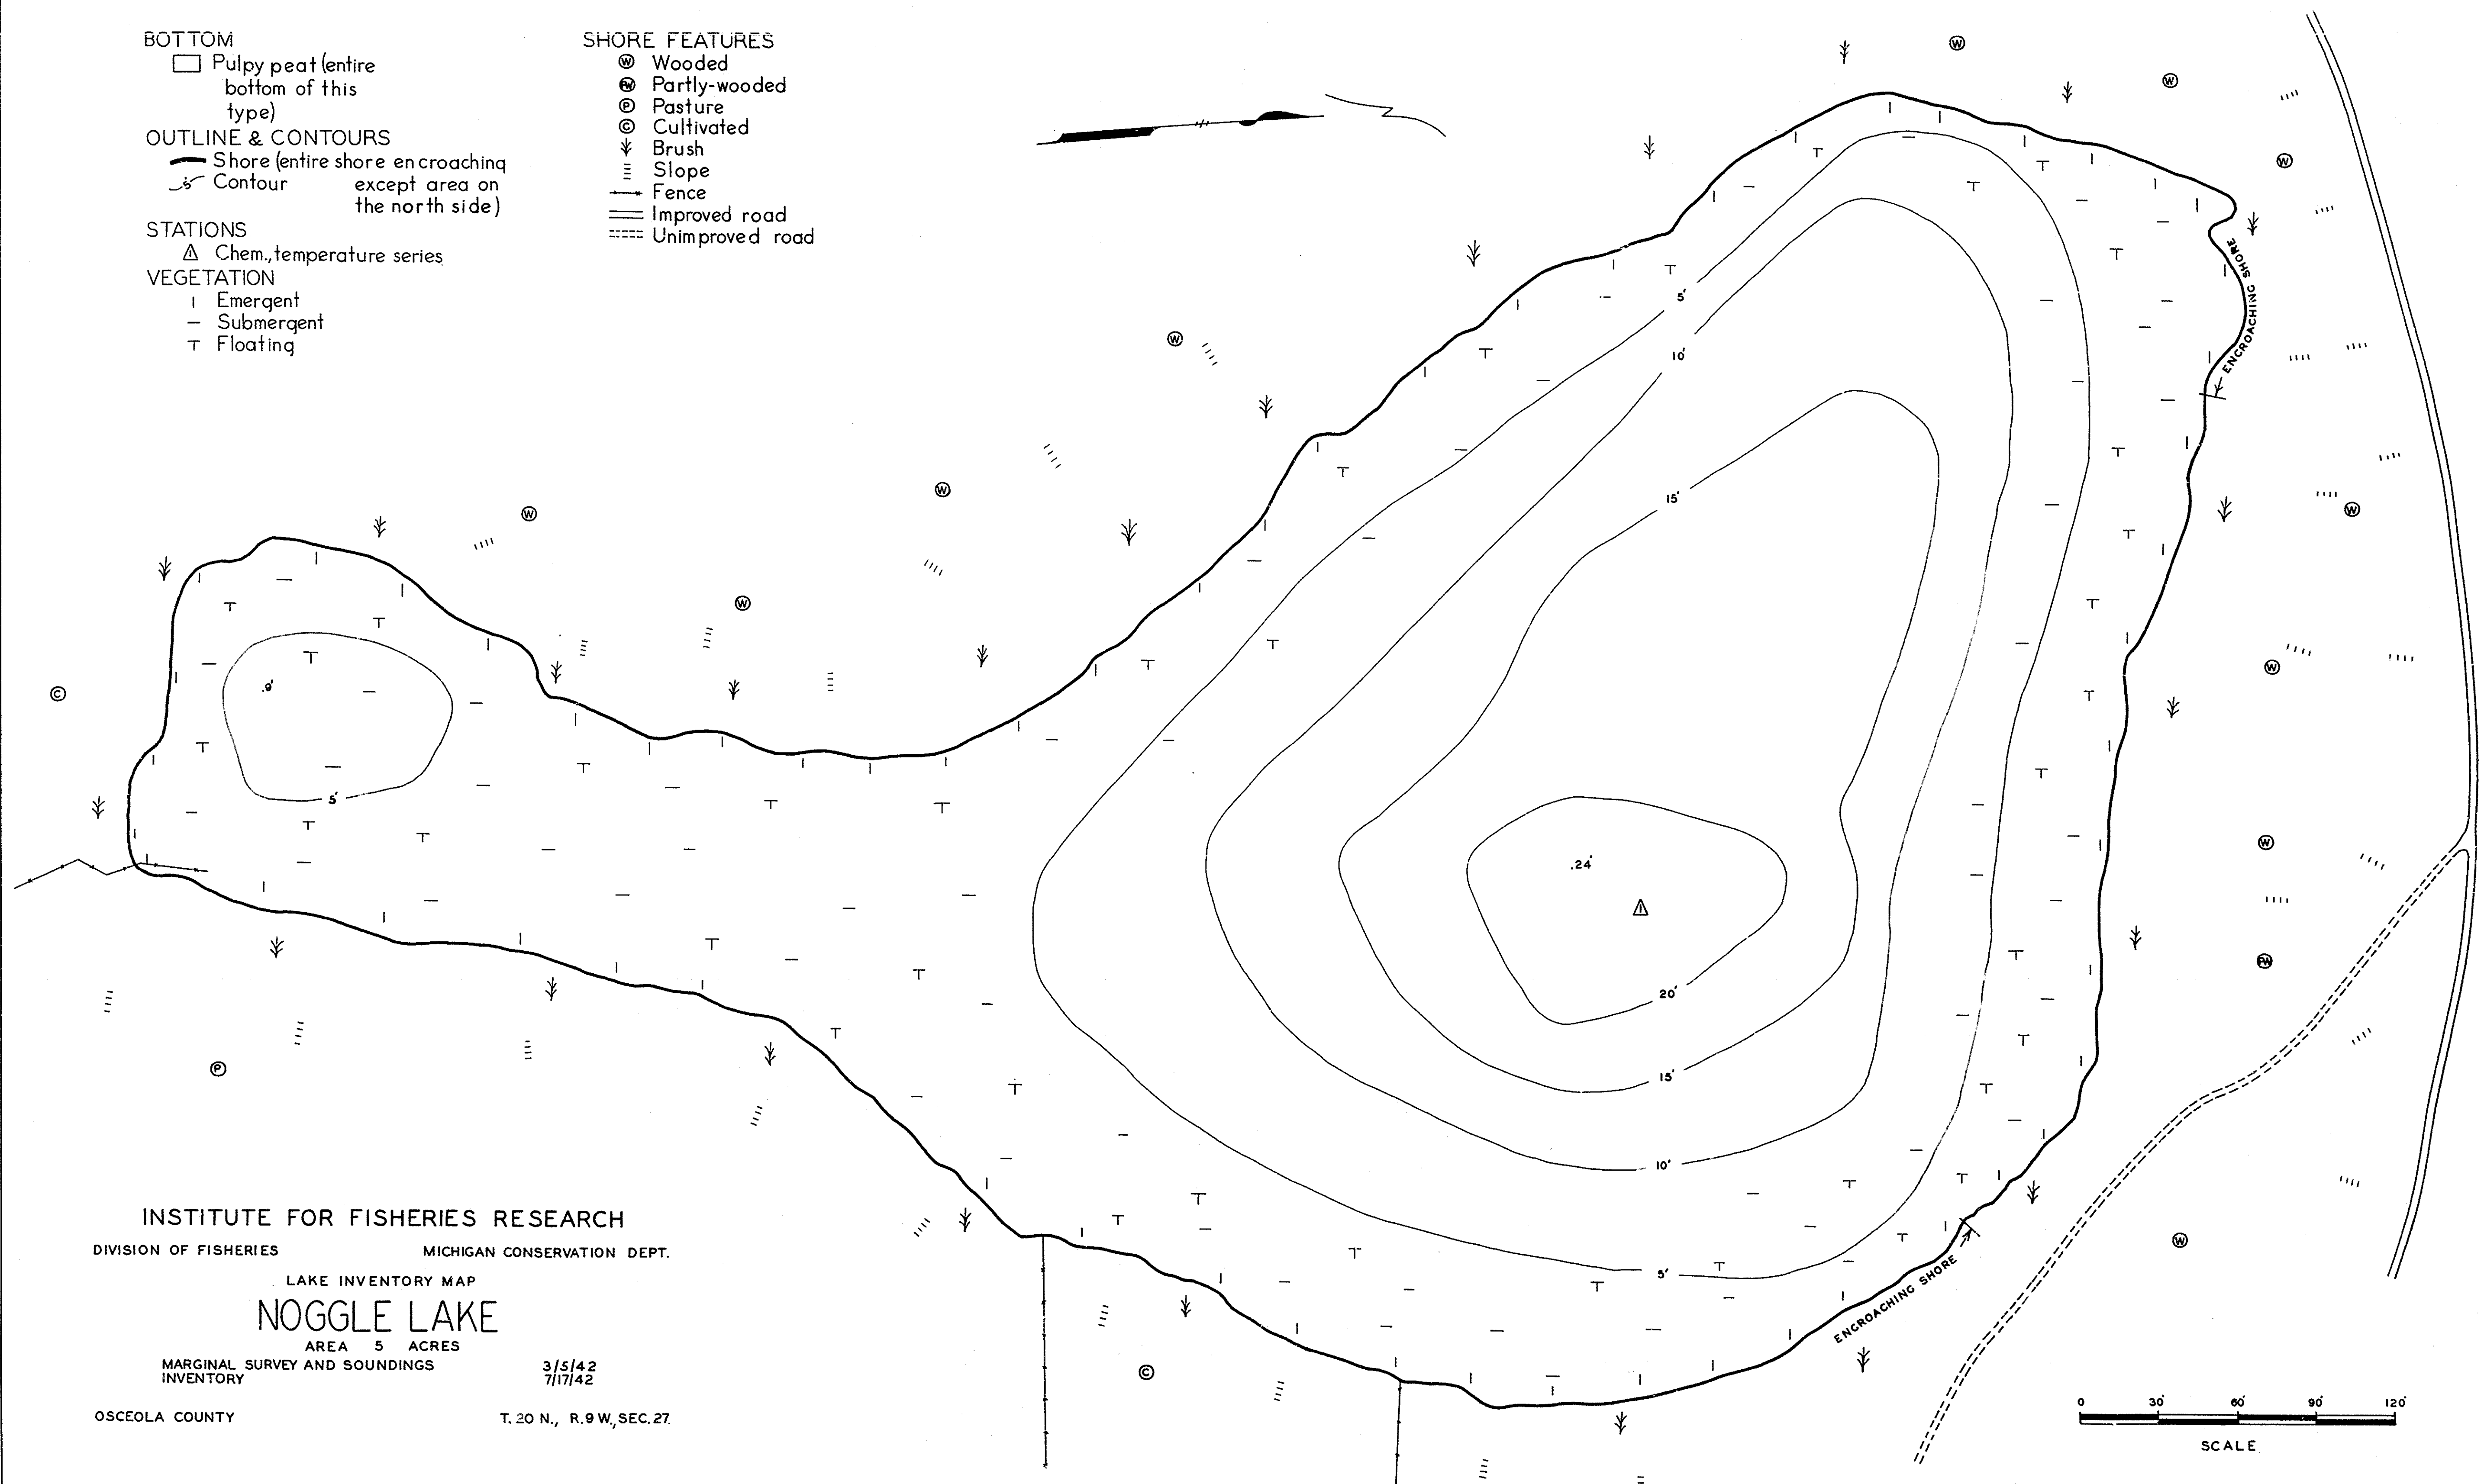 BOTTOM
Pulpy peat (entire
bottom of this
type)
OUTLINE & CONTOURS
Shore (entire shore encroaching
5' Contour except area on
the north side)
STATIONS
1 Chem., temperature series
VEGETATION
Emergent
Submergent
Floating
SHORE FEATURES
W Wooded
PW Partly-wooded
P Pasture
C Cultivated
Brush
Slope
Fence
Improved road
Unimproved road
W
W
W
ENCROACHING SHORE
5'
W
10'
W
15'
W
W
W
W
C
.9'
5'
W
.24'
1
PW
20'
P
15'
10'
W
5'
ENCROACHING SHORE
C
INSTITUTE FOR FISHERIES RESEARCH
DIVISION OF FISHERIES MICHIGAN CONSERVATION DEPT.
LAKE INVENTORY MAP
NOGGLE LAKE
AREA 5 ACRES
MARGINAL SURVEY AND SOUNDINGS 3/5/42
INVENTORY 7/17/42
OSCEOLA COUNTY T. 20 N., R. 9 W., SEC. 27.
0 30' 60' 90' 120'
SCALE